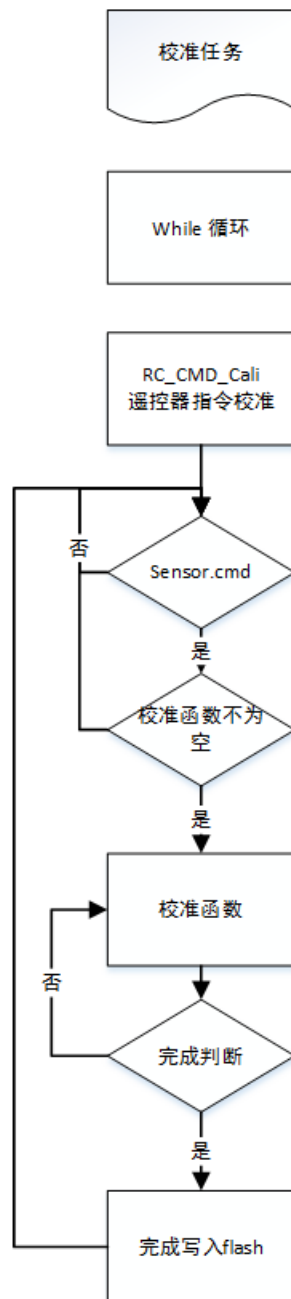 校准任务
While 循环
RC_CMD_Cali
遥控器指令校准
否
Sensor.cmd
是
校准函数不为
空
是
校准函数
否
完成判断
是
完成写入flash